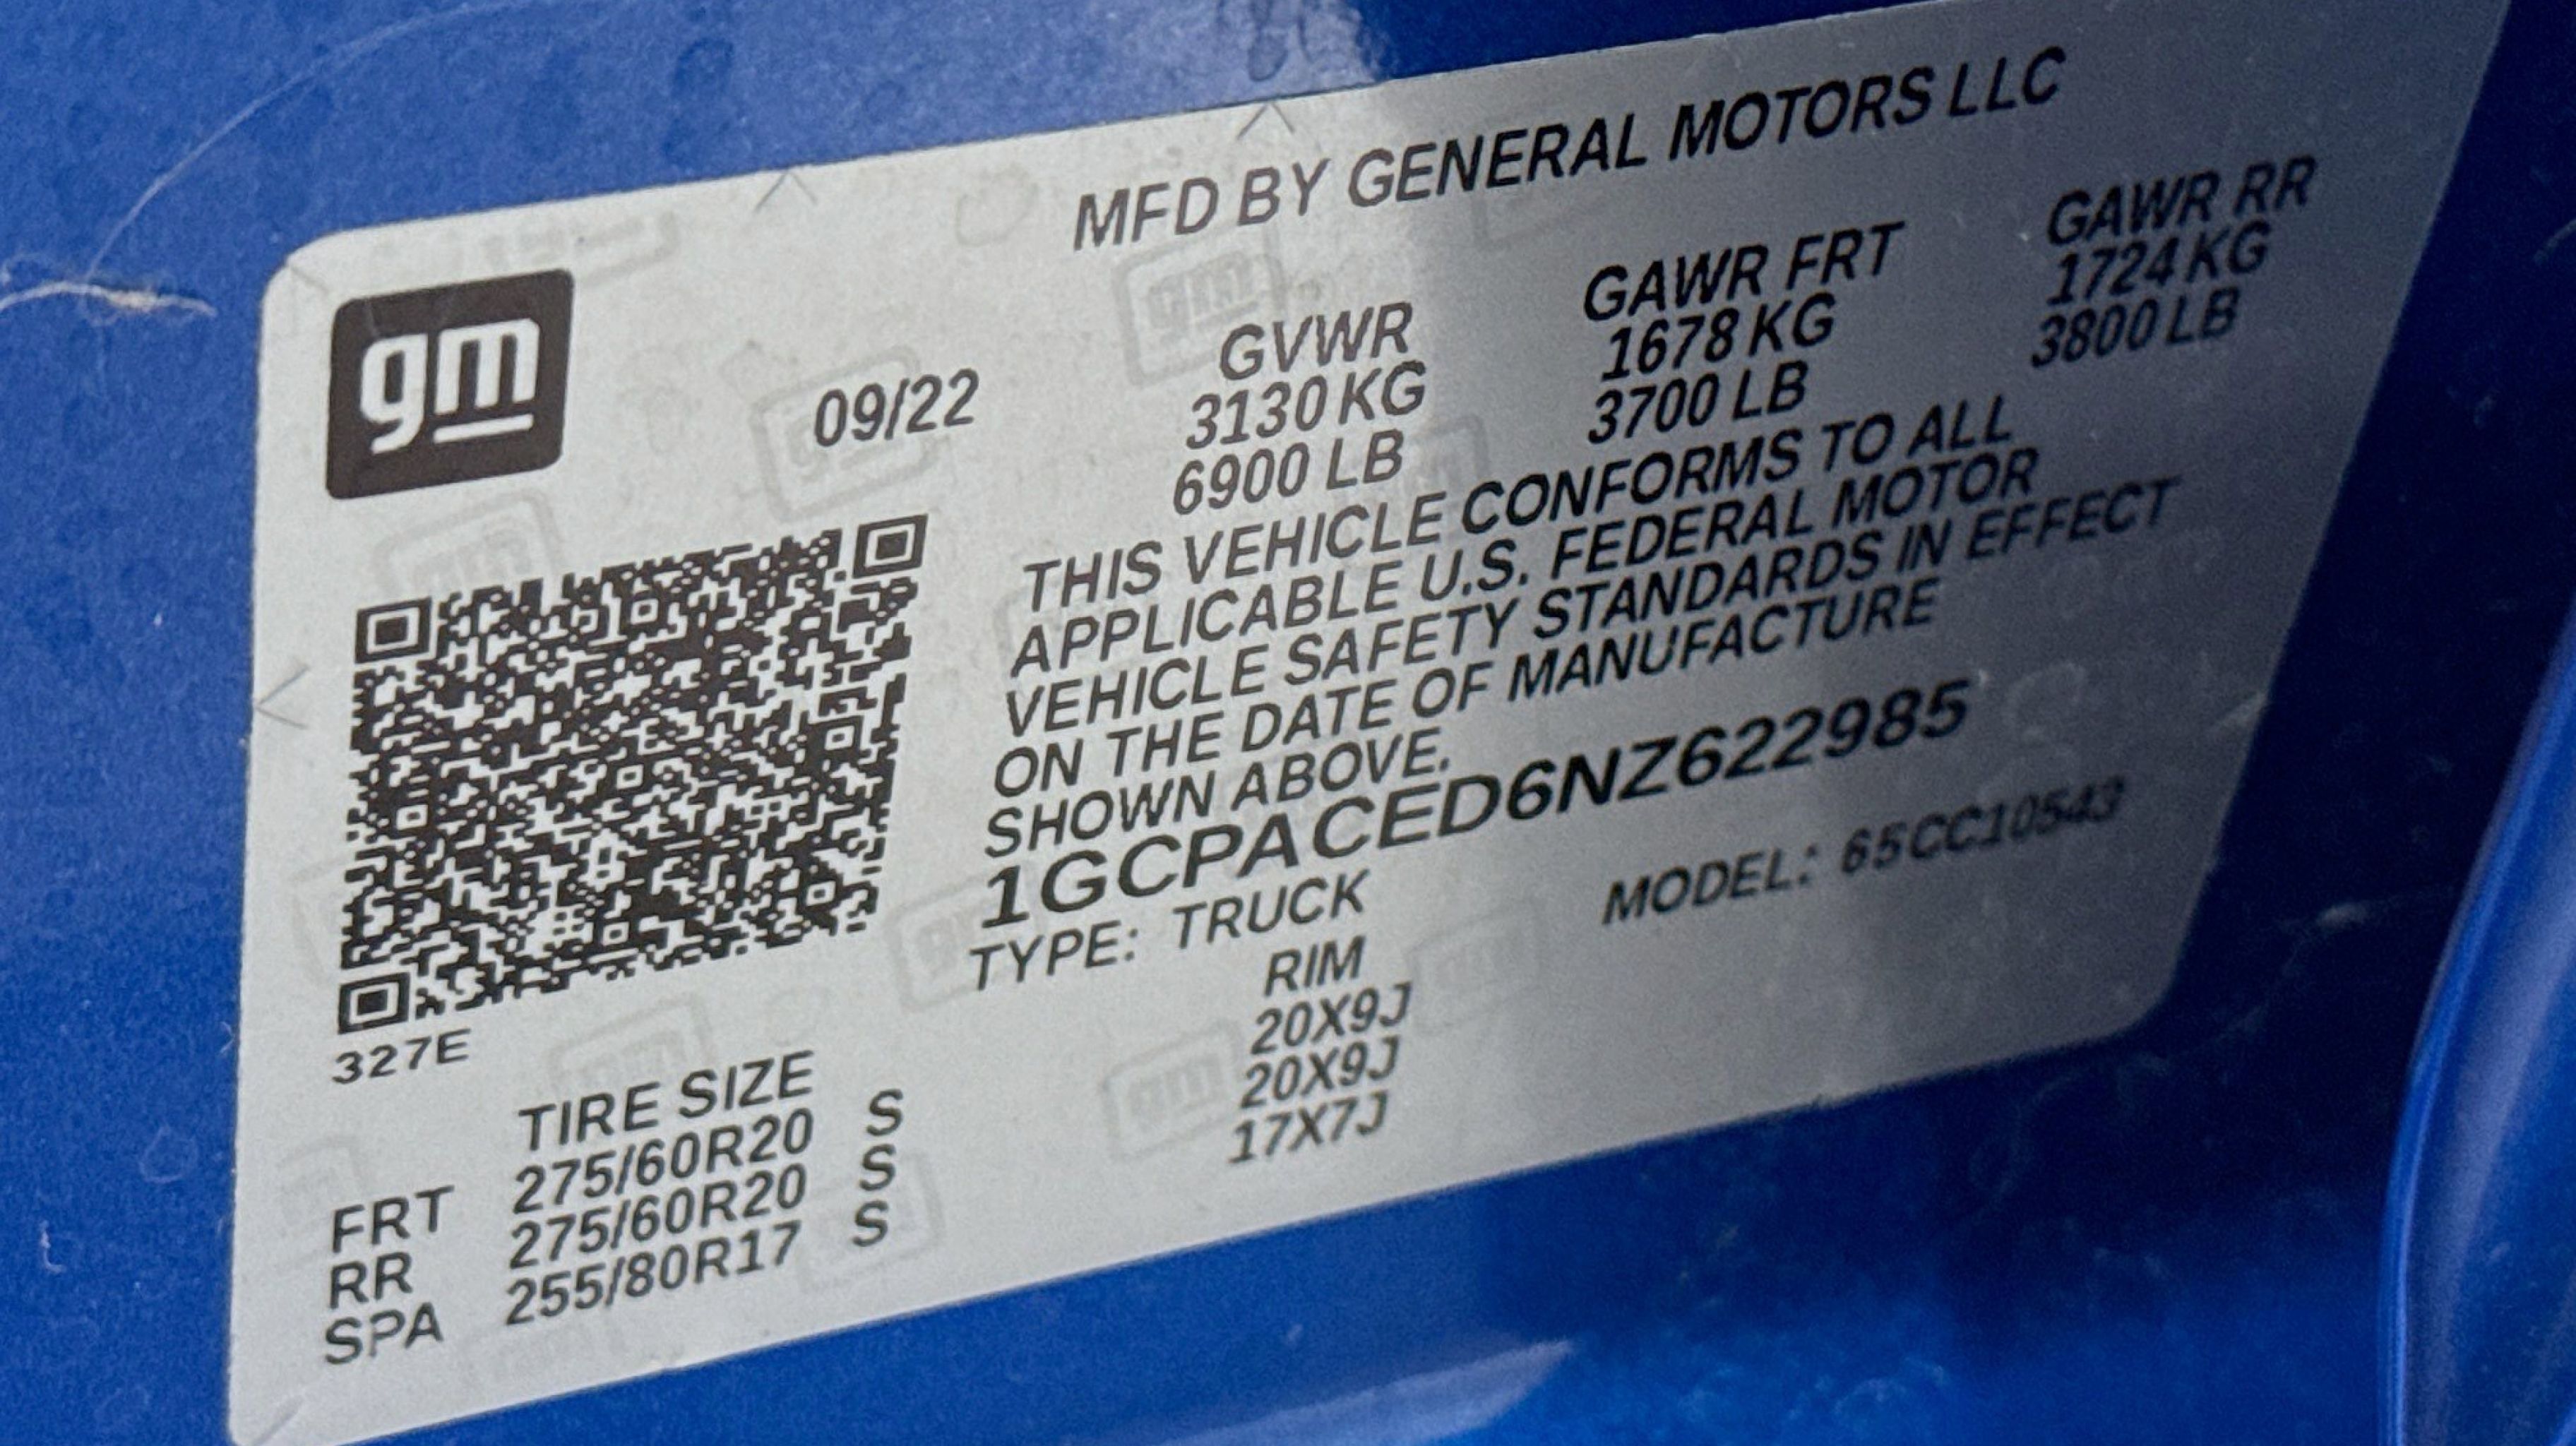 gm
MFD BY GENERAL MOTORS LLC
09/22
GVWR GAWR FRT GAWR RR
3130 KG 1678 KG 1724 KG
6900 LB 3700 LB 3800 LB
THIS VEHICLE CONFORMS TO ALL
APPLICABLE U.S. FEDERAL MOTOR
VEHICLE SAFETY STANDARDS IN EFFECT
ON THE DATE OF MANUFACTURE
SHOWN ABOVE.
1GCPACED6NZ622985
TYPE: TRUCK MODEL: 65CC10543
327E
TIRE SIZE RIM
FRT 275/60R20 S 20X9J
RR 275/60R20 S 20X9J
SPA 255/80R17 S 17X7J